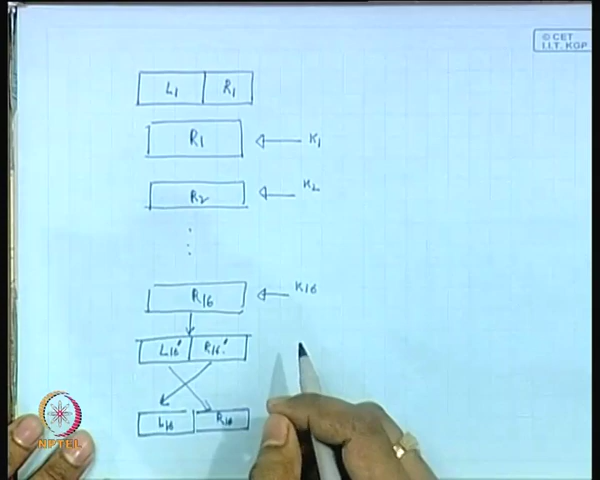 © CET
I.I.T. KGP
L1 R1
R1 K1
R2 K2
R16 K16
L16' R16'
L16 R16
NPTEL